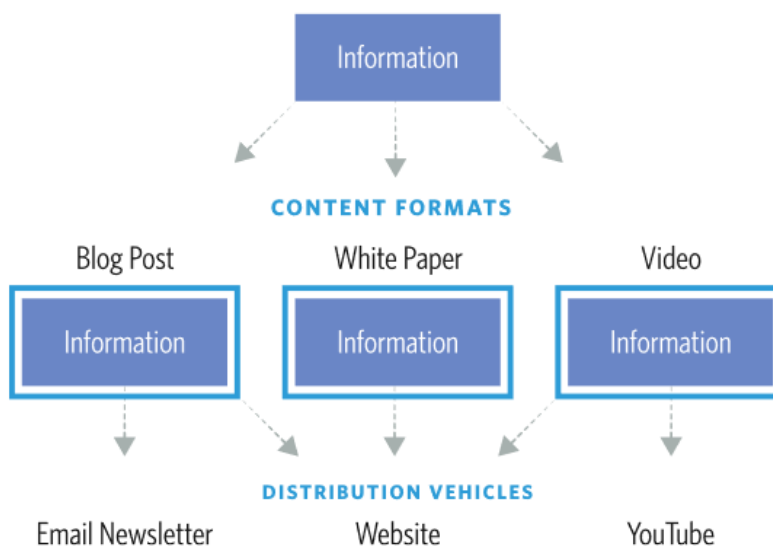 Information
CONTENT FORMATS
Blog Post White Paper Video
Information Information Information
DISTRIBUTION VEHICLES
Email Newsletter Website YouTube